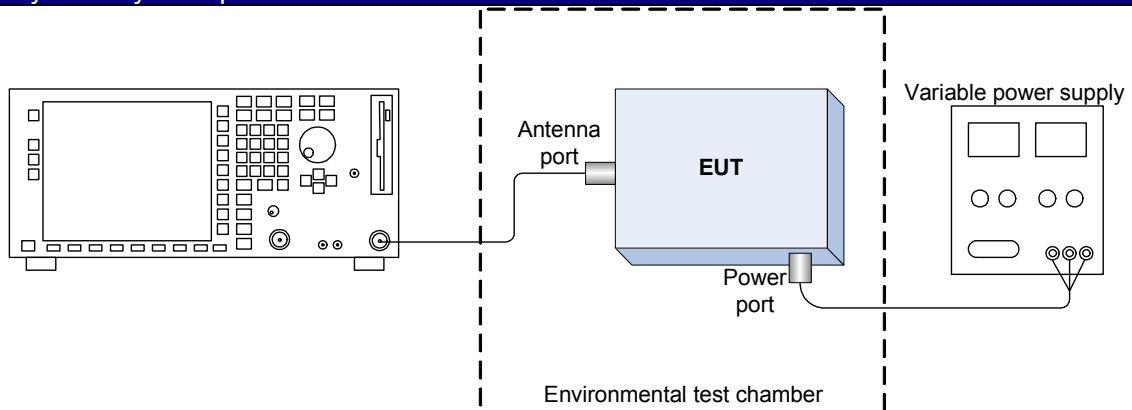 Antenna
port
EUT
Variable power supply
Power
port
Environmental test chamber